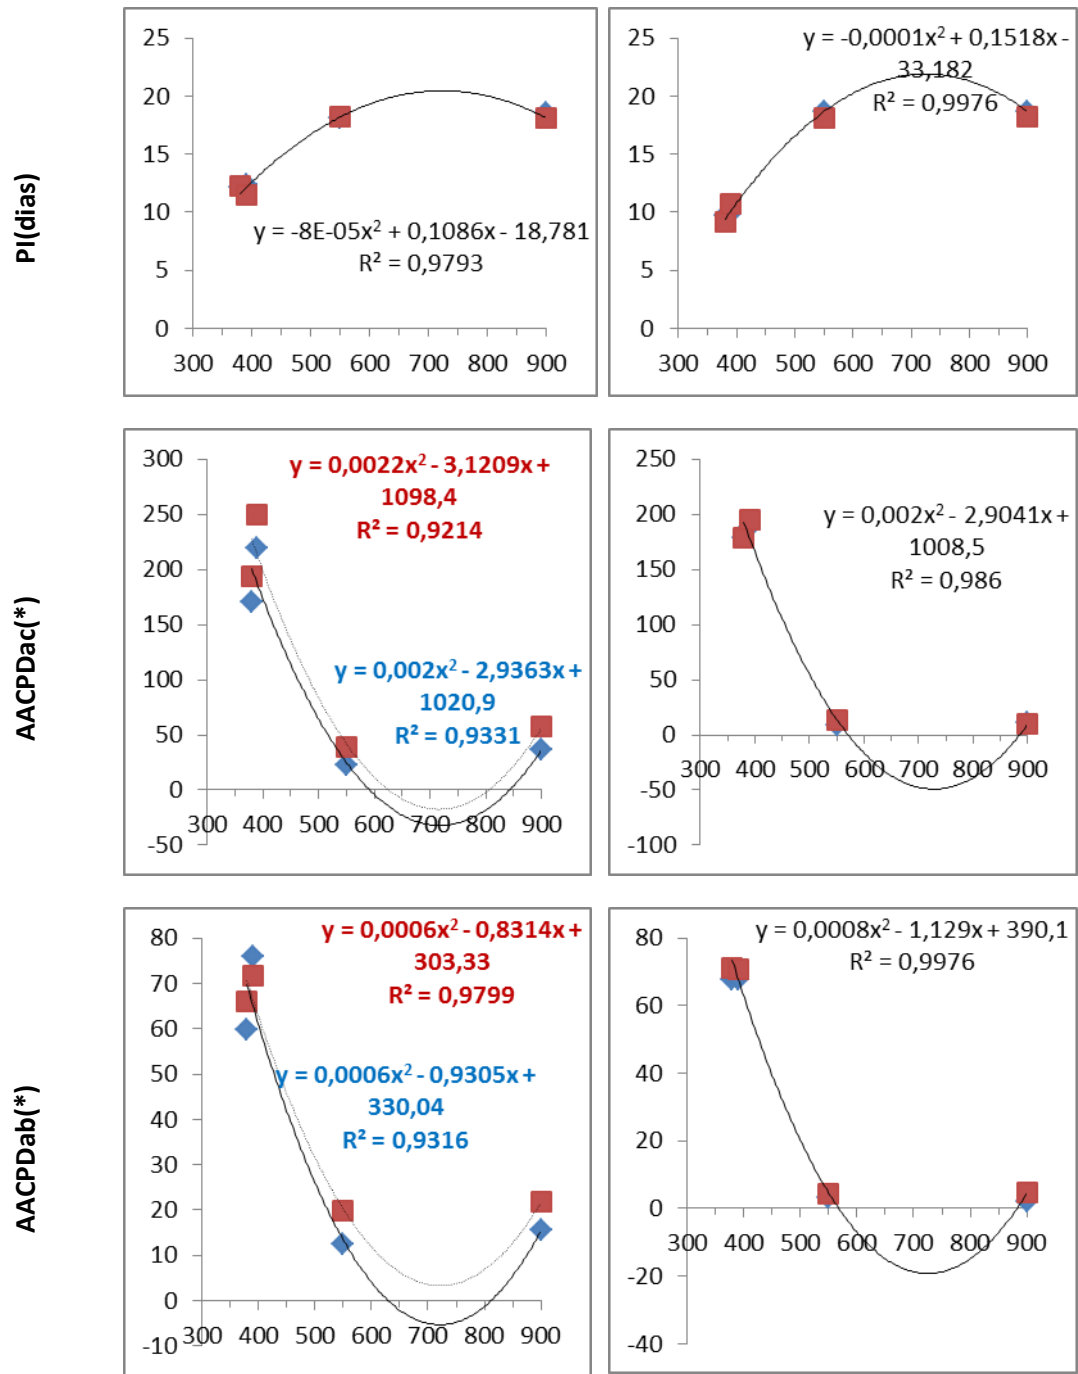 PI(dias)
25
20
15
10
5
0
300 400 500 600 700 800 900
y = -8E-05x² + 0,1086x - 18,781
R² = 0,9793
25
20
15
10
5
0
300 400 500 600 700 800 900
y = -0,0001x² + 0,1518x -
33,182
R² = 0,9976
AACPDac(*)
300
250
200
150
100
50
0
-50
300 400 500 600 700 800 900
y = 0,0022x² - 3,1209x +
1098,4
R² = 0,9214
y = 0,002x² - 2,9363x +
1020,9
R² = 0,9331
250
200
150
100
50
0
-50
-100
300 400 500 600 700 800 900
y = 0,002x² - 2,9041x +
1008,5
R² = 0,986
AACPDab(*)
80
70
60
50
40
30
20
10
0
-10
300 400 500 600 700 800 900
y = 0,0006x² - 0,8314x +
303,33
R² = 0,9799
y = 0,0006x² - 0,9305x +
330,04
R² = 0,9316
80
60
40
20
0
-20
-40
300 400 500 600 700 800 900
y = 0,0008x² - 1,129x + 390,1
R² = 0,9976